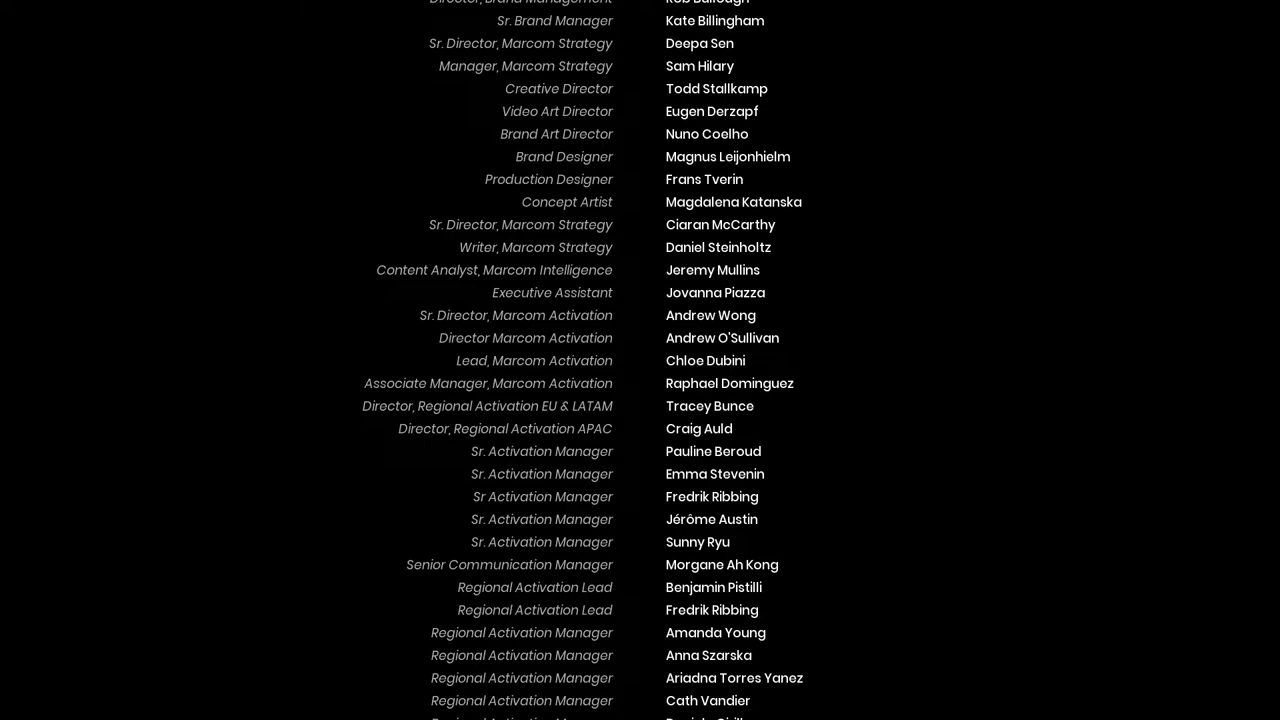 Sr. Brand Manager Kate Billingham
Sr. Director, Marcom Strategy Deepa Sen
Manager, Marcom Strategy Sam Hilary
Creative Director Todd Stallkamp
Video Art Director Eugen Derzapf
Brand Art Director Nuno Coelho
Brand Designer Magnus Leijonhielm
Production Designer Frans Tverin
Concept Artist Magdalena Katanska
Sr. Director, Marcom Strategy Ciaran McCarthy
Writer, Marcom Strategy Daniel Steinholtz
Content Analyst, Marcom Intelligence Jeremy Mullins
Executive Assistant Jovanna Piazza
Sr. Director, Marcom Activation Andrew Wong
Director Marcom Activation Andrew O'Sullivan
Lead, Marcom Activation Chloe Dubini
Associate Manager, Marcom Activation Raphael Dominguez
Director, Regional Activation EU & LATAM Tracey Bunce
Director, Regional Activation APAC Craig Auld
Sr. Activation Manager Pauline Beroud
Sr. Activation Manager Emma Stevenin
Sr Activation Manager Fredrik Ribbing
Sr. Activation Manager Jérôme Austin
Sr. Activation Manager Sunny Ryu
Senior Communication Manager Morgane Ah Kong
Regional Activation Lead Benjamin Pistilli
Regional Activation Lead Fredrik Ribbing
Regional Activation Manager Amanda Young
Regional Activation Manager Anna Szarska
Regional Activation Manager Ariadna Torres Yanez
Regional Activation Manager Cath Vandier